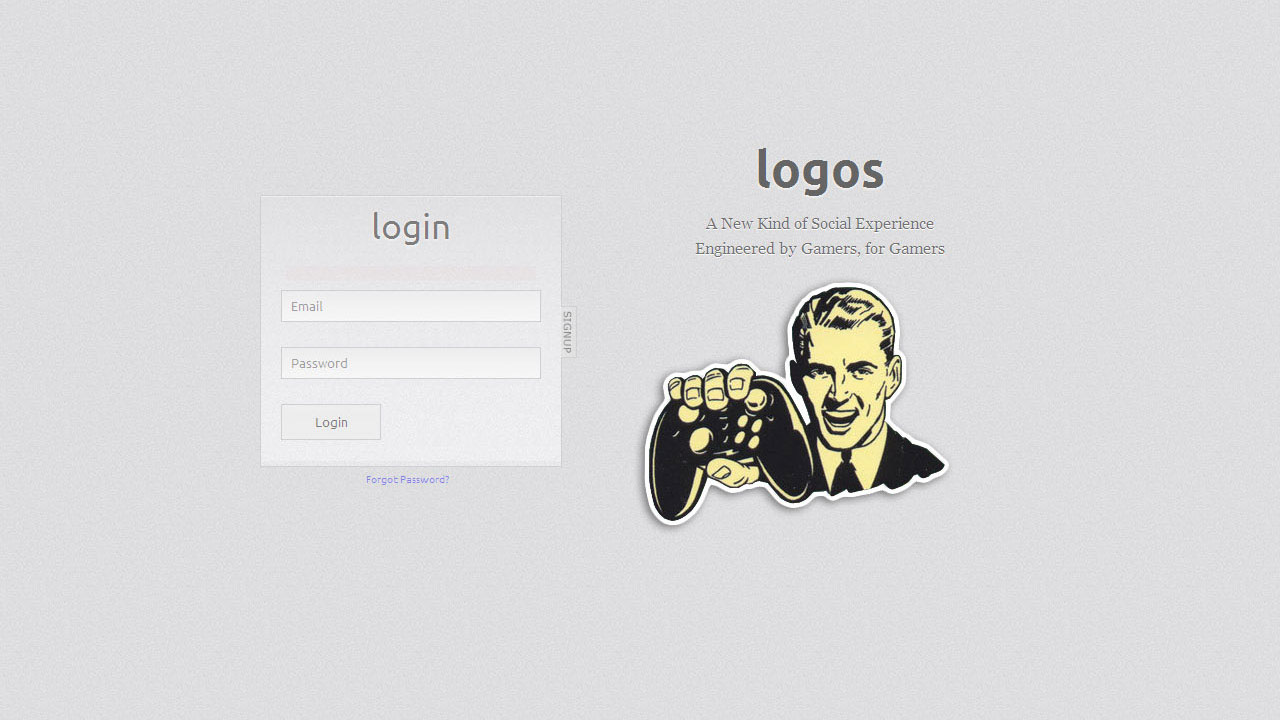 login
Email
Password
Login
Forgot Password?
SIGNUP
logos
A New Kind of Social Experience
Engineered by Gamers, for Gamers